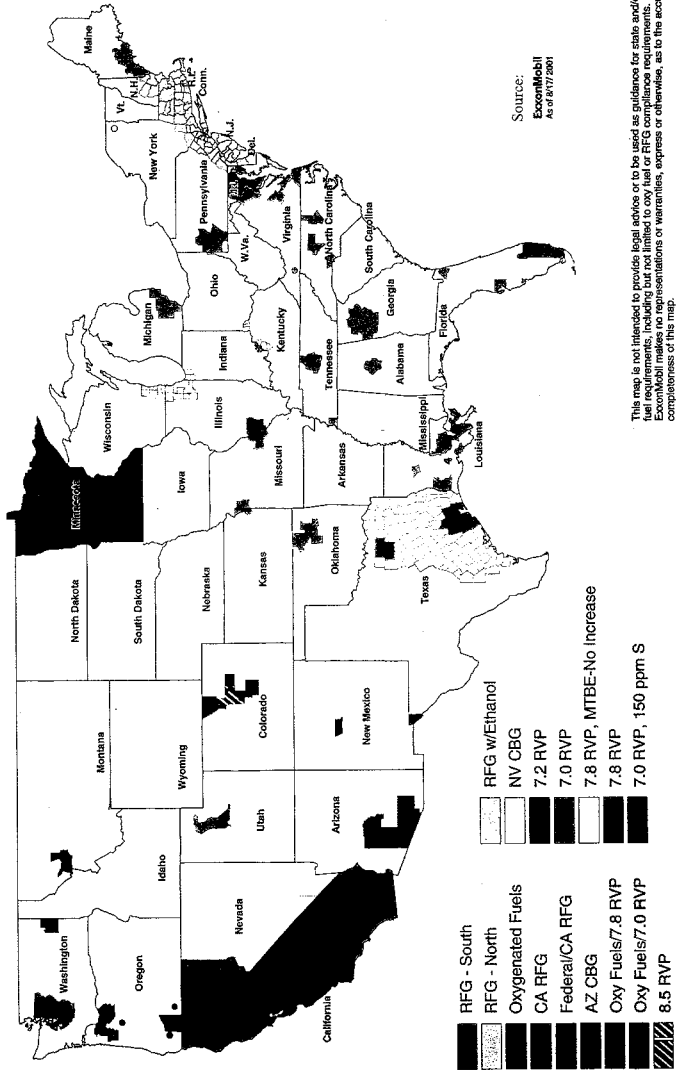 Washington
Oregon
California
Nevada
Idaho
Montana
Wyoming
Utah
Arizona
Colorado
New Mexico
North Dakota
South Dakota
Nebraska
Kansas
Oklahoma
Texas
Minnesota
Iowa
Missouri
Arkansas
Louisiana
Wisconsin
Illinois
Michigan
Indiana
Ohio
Kentucky
Tennessee
Mississippi
Alabama
Georgia
Florida
South Carolina
North Carolina
Virginia
W.Va.
Pennsylvania
New York
Vt.
N.H.
Maine
R.I.
Conn.
N.J.
Del.
RFG - South
RFG - North
Oxygenated Fuels
CA RFG
Federal/CA RFG
AZ CBG
Oxy Fuels/7.8 RVP
Oxy Fuels/7.0 RVP
8.5 RVP
RFG w/Ethanol
NV CBG
7.2 RVP
7.0 RVP
7.8 RVP, MTBE-No Increase
7.8 RVP
7.0 RVP, 150 ppm S
Source:
ExxonMobil
As of 8/17/2001
This map is not intended to provide legal advice or to be used as guidance for state and/
fuel requirements, including but not limited to oxy fuel or RFG compliance requirements.
ExxonMobil makes no representations or warranties, express or otherwise, as to the
completeness of this map.